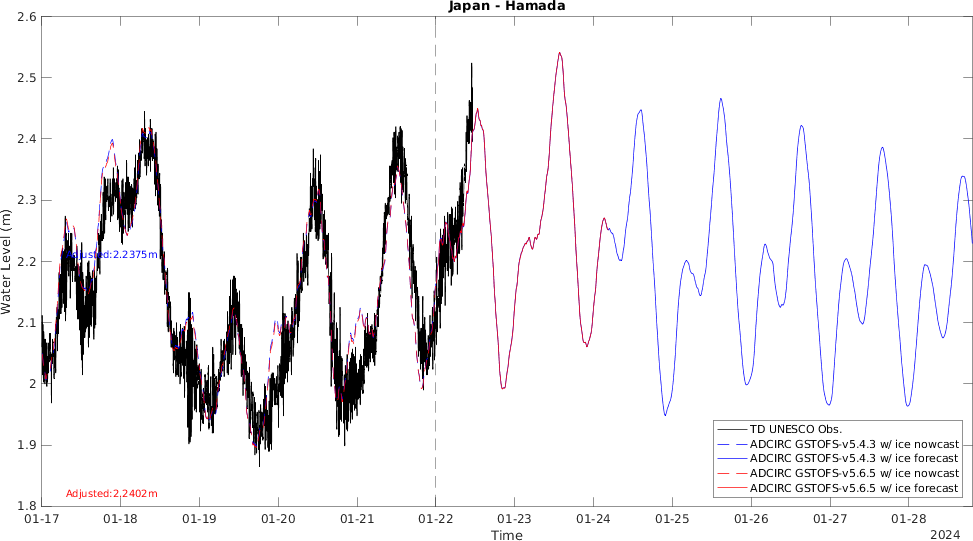 Japan - Hamada
2.6
2.5
2.4
2.3
2.2
2.1
2
1.9
1.8
Water Level (m)
Adjusted:2.2375m
Adjusted:2.2402m
TD UNESCO Obs.
ADCIRC GSTOFS-v5.4.3 w/ ice nowcast
ADCIRC GSTOFS-v5.4.3 w/ ice forecast
ADCIRC GSTOFS-v5.6.5 w/ ice nowcast
ADCIRC GSTOFS-v5.6.5 w/ ice forecast
01-17 01-18 01-19 01-20 01-21 01-22 01-23 01-24 01-25 01-26 01-27 01-28
Time
2024